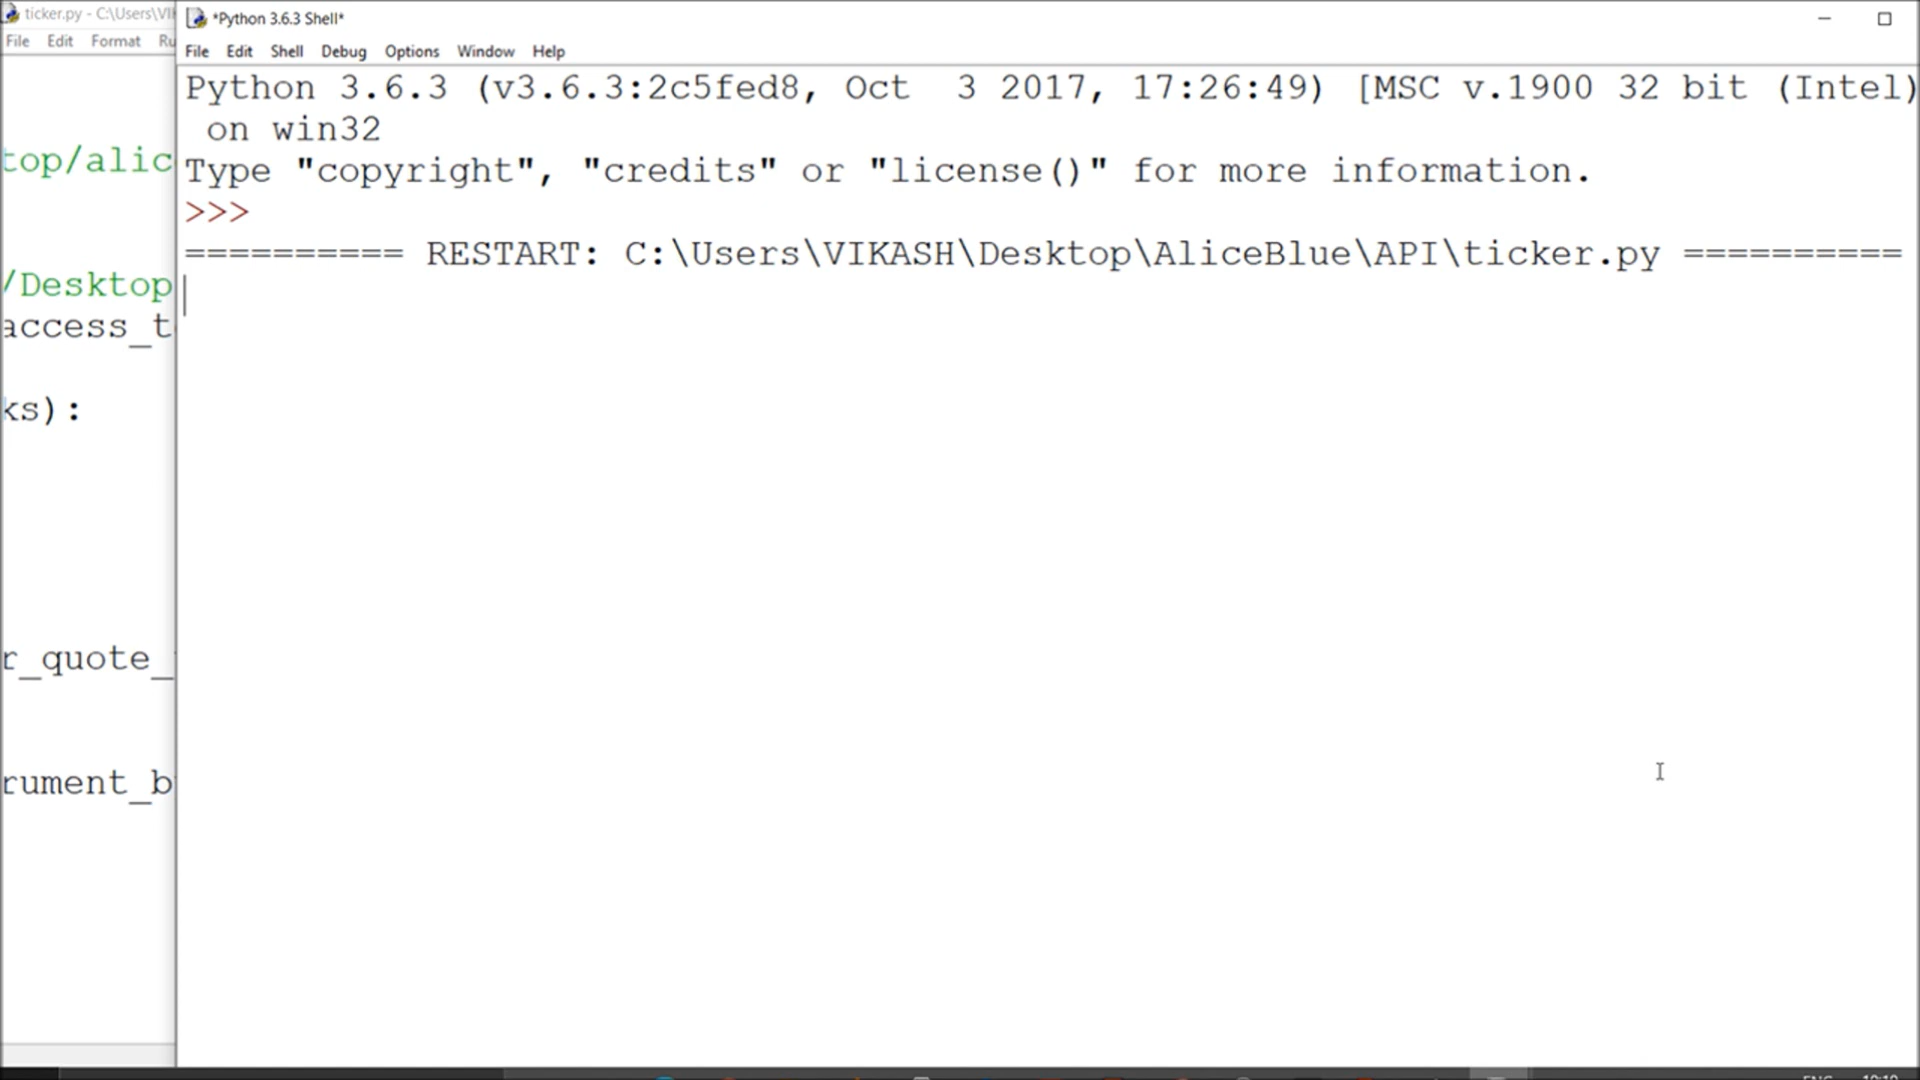 ticker.py - C:\Users\VI
File Edit Format Ru
top/alic
/Desktop
access_t
ks):
r_quote_
rument_b
*Python 3.6.3 Shell*
File Edit Shell Debug Options Window Help
Python 3.6.3 (v3.6.3:2c5fed8, Oct  3 2017, 17:26:49) [MSC v.1900 32 bit (Intel)
 on win32
Type "copyright", "credits" or "license()" for more information.
>>>
========== RESTART: C:\Users\VIKASH\Desktop\AliceBlue\API\ticker.py ==========